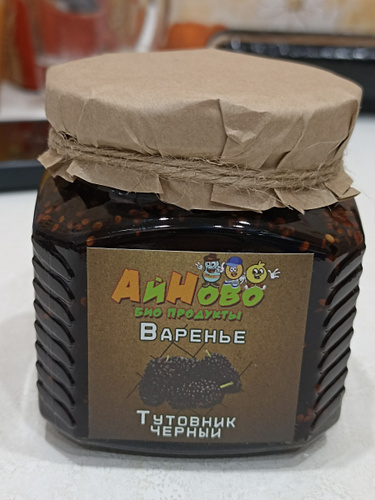 АйНово
БИО ПРОДУКТЫ
ВАРЕНЬЕ
ТУТОВНИК
ЧЕРНЫЙ